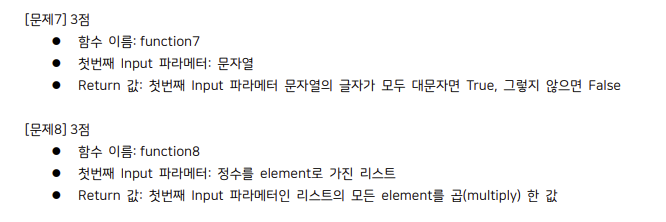 [문제7] 3점
● 함수 이름: function7
● 첫번째 Input 파라메터: 문자열
● Return 값: 첫번째 Input 파라메터 문자열의 글자가 모두 대문자면 True, 그렇지 않으면 False
[문제8] 3점
● 함수 이름: function8
● 첫번째 Input 파라메터: 정수를 element로 가진 리스트
● Return 값: 첫번째 Input 파라메터인 리스트의 모든 element를 곱(multiply) 한 값